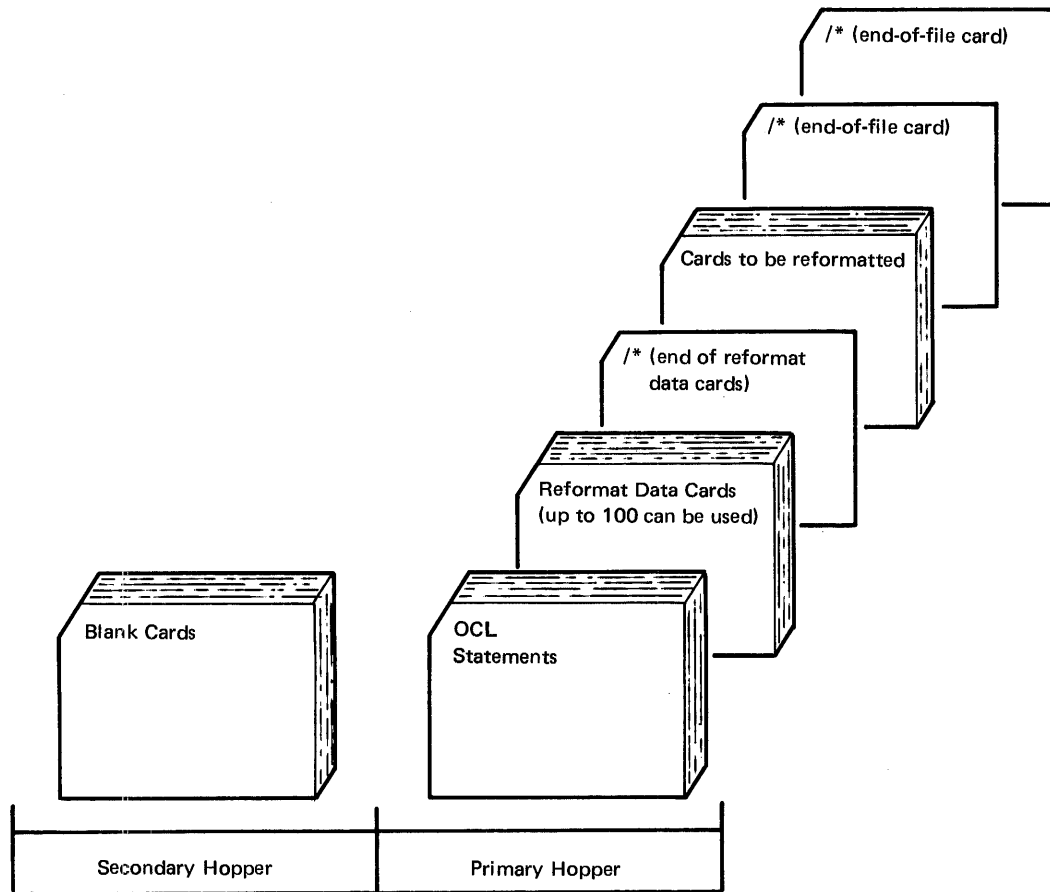 /* (end-of-file card)
/* (end-of-file card)
Cards to be reformatted
/* (end of reformat
data cards)
Reformat Data Cards
(up to 100 can be used)
Blank Cards
OCL
Statements
Secondary Hopper
Primary Hopper